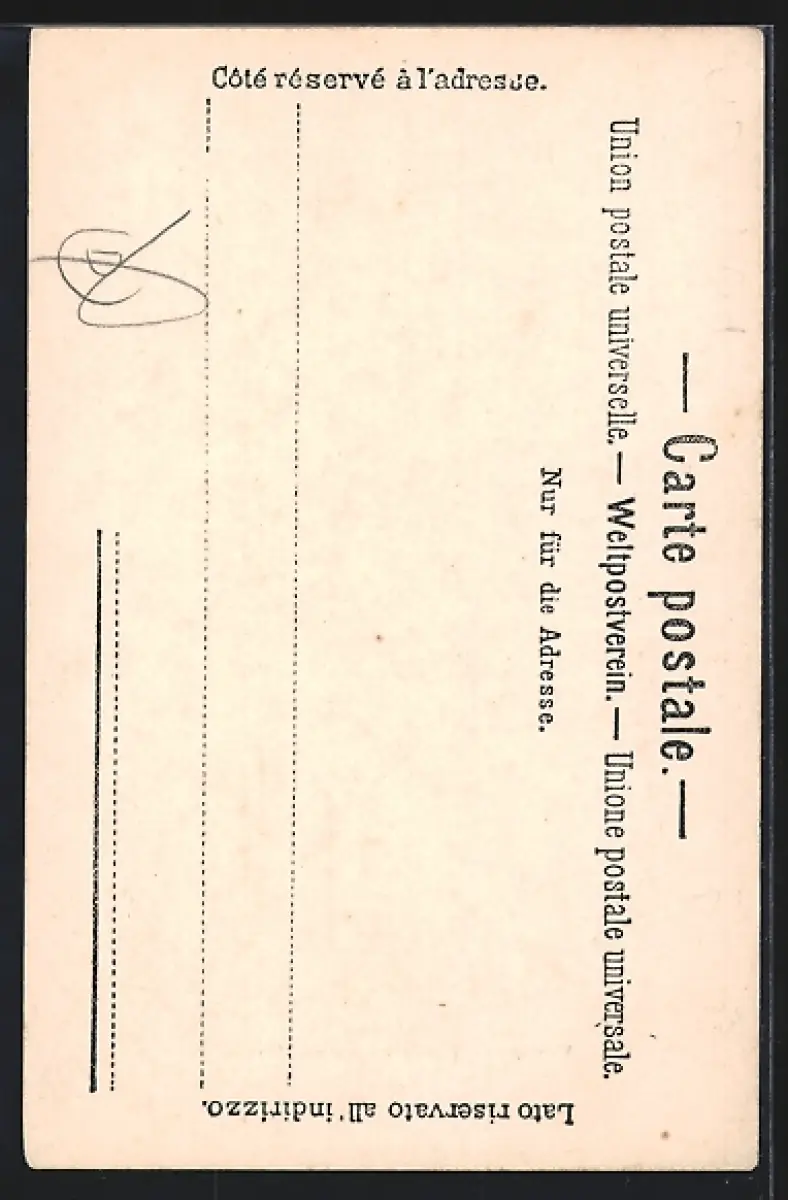 — Carte postale. —
Union postale universelle. — Weltpostverein. — Unione postale universale.
Nur für die Adresse.
Côté réservé à l'adresse.
Lato riservato all'indirizzo.